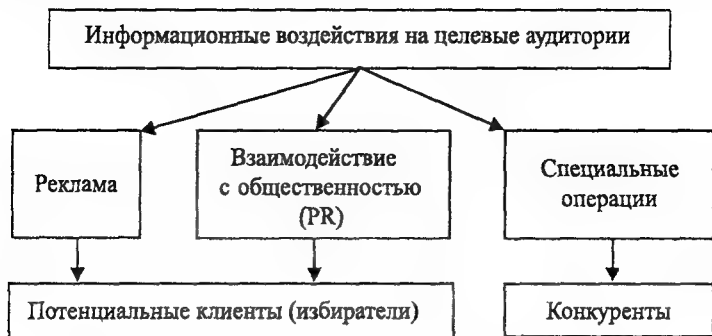 Информационные воздействия на целевые аудитории
Реклама
Взаимодействие
с общественностью
(PR)
Специальные
операции
Потенциальные клиенты (избиратели)
Конкуренты